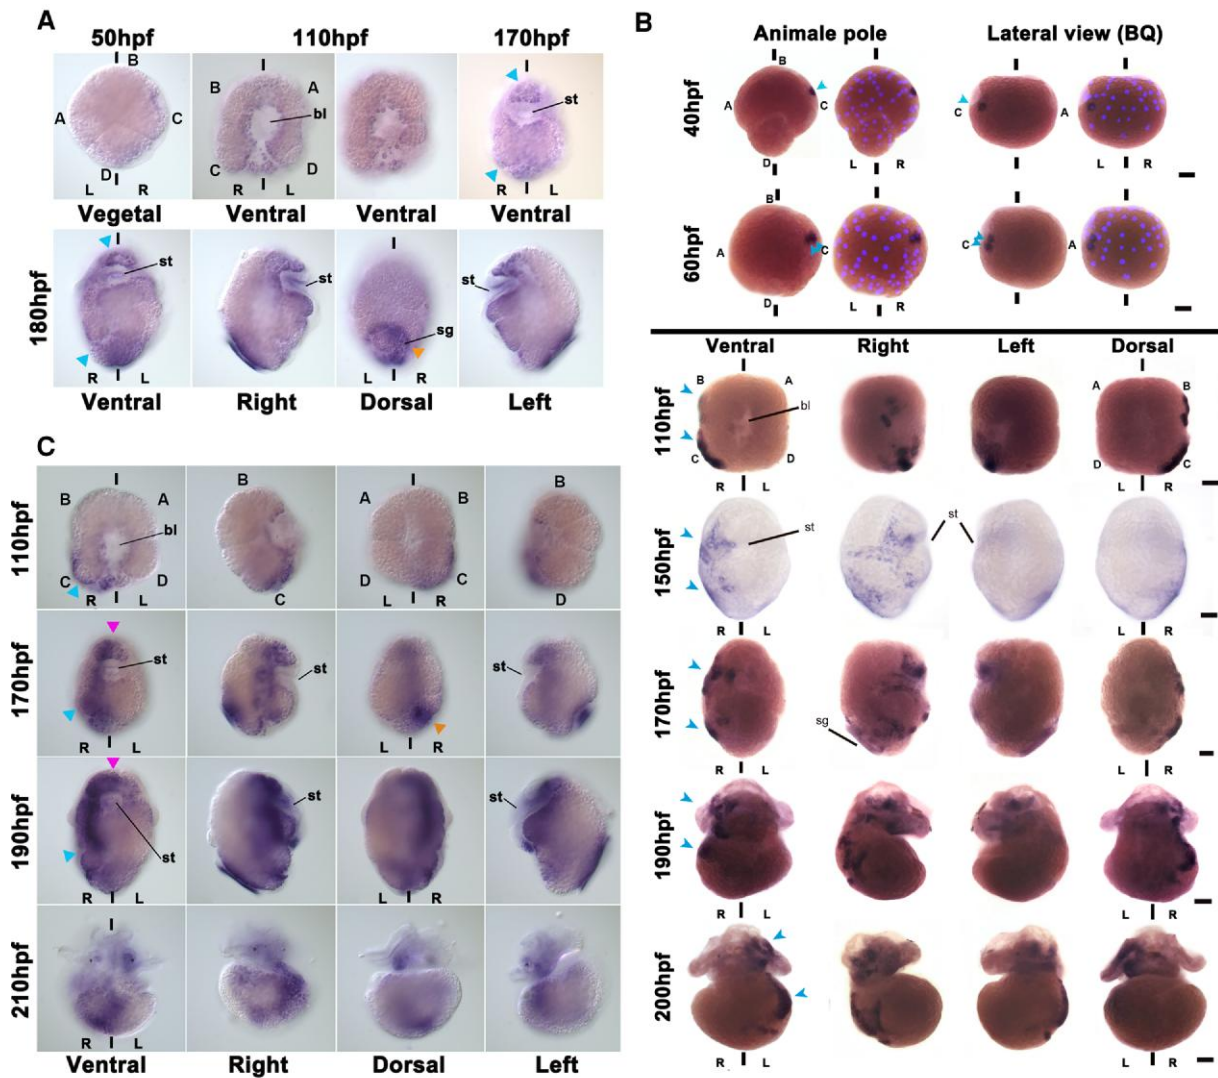 A
50hpf
110hpf
170hpf
B
A
C
D
L R
B A
bl
C D
R L
st
R L
Vegetal
Ventral
Ventral
Ventral
180hpf
st
R L
st
sg
L R
st
Ventral
Right
Dorsal
Left
B
Animale pole
Lateral view (BQ)
40hpf
B
A
C
D
L R
C
A
L R
60hpf
B
A
C
D
L R
C
A
L R
Ventral
Right
Left
Dorsal
110hpf
B A
bl
C D
R L
A B
D C
L R
150hpf
st
st
R L
L R
170hpf
sg
R L
L R
190hpf
R L
L R
200hpf
R L
L R
C
110hpf
B A
bl
C D
R L
B
C
A B
D C
L R
B
D
170hpf
st
R L
st
L R
st
190hpf
st
R L
st
L R
st
210hpf
R L
Ventral
Right
Dorsal
Left